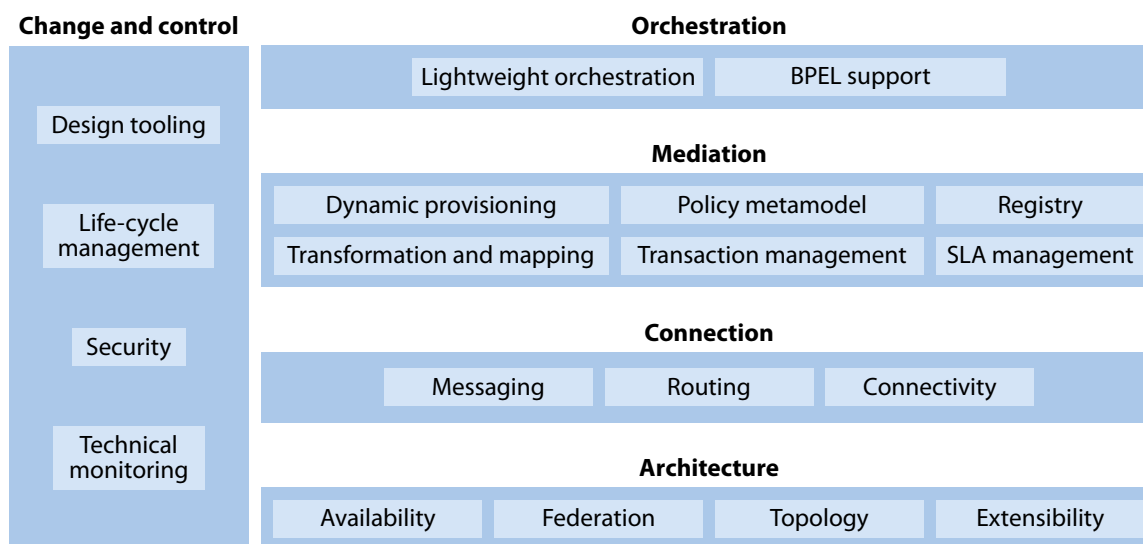 Change and control
Design tooling
Life-cycle
management
Security
Technical
monitoring
Orchestration
Lightweight orchestration
BPEL support
Mediation
Dynamic provisioning
Policy metamodel
Registry
Transformation and mapping
Transaction management
SLA management
Connection
Messaging
Routing
Connectivity
Architecture
Availability
Federation
Topology
Extensibility